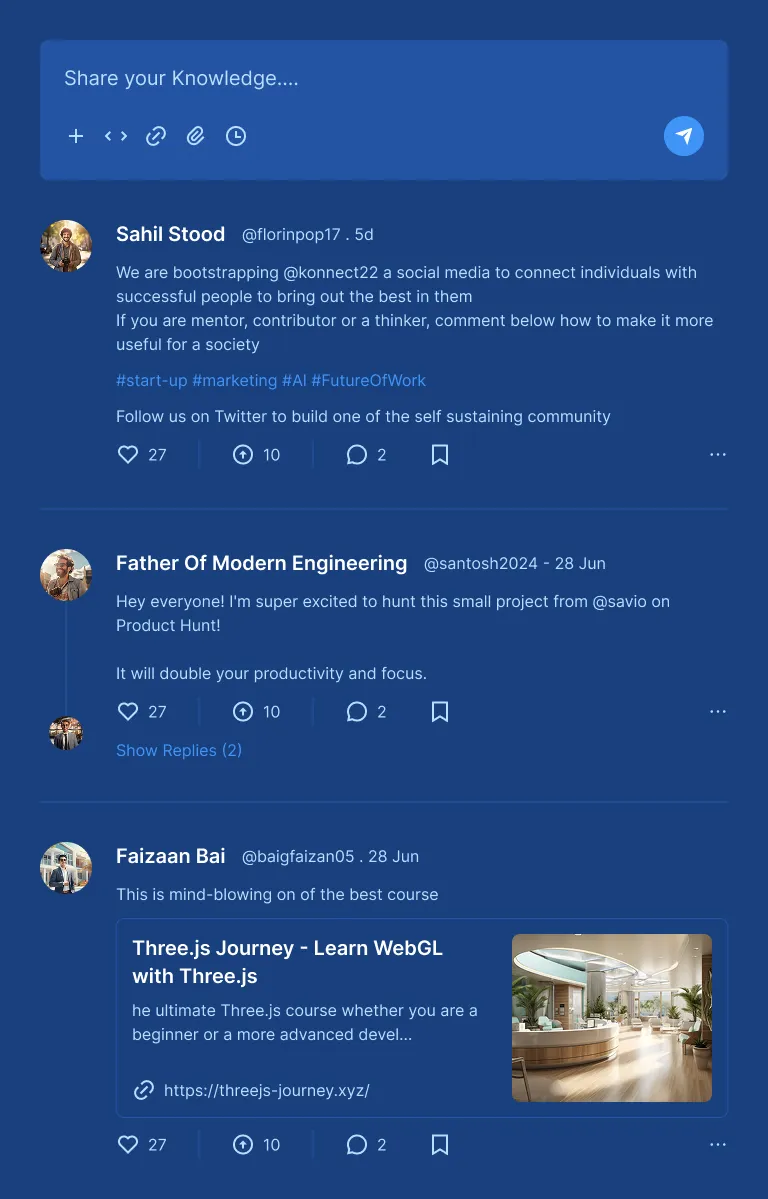 Share your Knowledge....
Sahil Stood @florinpop17 . 5d
We are bootstrapping @konnect22 a social media to connect individuals with
successful people to bring out the best in them
If you are mentor, contributor or a thinker, comment below how to make it more
useful for a society
#start-up #marketing #AI #FutureOfWork
Follow us on Twitter to build one of the self sustaining community
27 10 2
Father Of Modern Engineering @santosh2024 - 28 Jun
Hey everyone! I'm super excited to hunt this small project from @savio on
Product Hunt!
It will double your productivity and focus.
27 10 2
Show Replies (2)
Faizaan Bai @baigfaizan05 . 28 Jun
This is mind-blowing on of the best course
Three.js Journey - Learn WebGL
with Three.js
he ultimate Three.js course whether you are a
beginner or a more advanced devel...
https://threejs-journey.xyz/
27 10 2